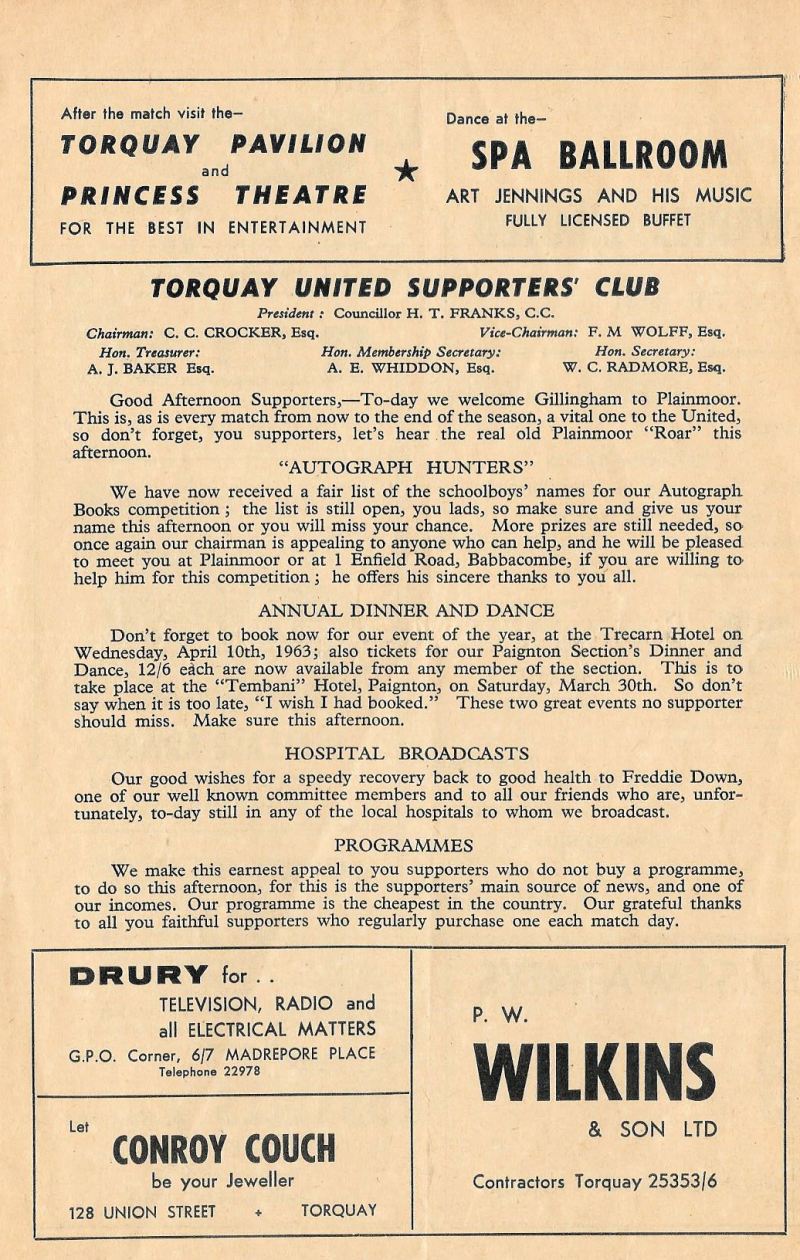 After the match visit the—
TORQUAY PAVILION
and
PRINCESS THEATRE
FOR THE BEST IN ENTERTAINMENT
★
Dance at the—
SPA BALLROOM
ART JENNINGS AND HIS MUSIC
FULLY LICENSED BUFFET
TORQUAY UNITED SUPPORTERS' CLUB
President : Councillor H. T. FRANKS, C.C.
Chairman: C. C. CROCKER, Esq. Vice-Chairman: F. M WOLFF, Esq.
Hon. Treasurer: Hon. Membership Secretary: Hon. Secretary:
A. J. BAKER Esq. A. E. WHIDDON, Esq. W. C. RADMORE, Esq.
Good Afternoon Supporters,—To-day we welcome Gillingham to Plainmoor.
This is, as is every match from now to the end of the season, a vital one to the United,
so don't forget, you supporters, let's hear the real old Plainmoor "Roar" this
afternoon.
"AUTOGRAPH HUNTERS"
We have now received a fair list of the schoolboys' names for our Autograph
Books competition ; the list is still open, you lads, so make sure and give us your
name this afternoon or you will miss your chance. More prizes are still needed, so
once again our chairman is appealing to anyone who can help, and he will be pleased
to meet you at Plainmoor or at 1 Enfield Road, Babbacombe, if you are willing to
help him for this competition ; he offers his sincere thanks to you all.
ANNUAL DINNER AND DANCE
Don't forget to book now for our event of the year, at the Trecarn Hotel on
Wednesday, April 10th, 1963; also tickets for our Paignton Section's Dinner and
Dance, 12/6 each are now available from any member of the section. This is to
take place at the "Tembani" Hotel, Paignton, on Saturday, March 30th. So don't
say when it is too late, "I wish I had booked." These two great events no supporter
should miss. Make sure this afternoon.
HOSPITAL BROADCASTS
Our good wishes for a speedy recovery back to good health to Freddie Down,
one of our well known committee members and to all our friends who are, unfor-
tunately, to-day still in any of the local hospitals to whom we broadcast.
PROGRAMMES
We make this earnest appeal to you supporters who do not buy a programme,
to do so this afternoon, for this is the supporters' main source of news, and one of
our incomes. Our programme is the cheapest in the country. Our grateful thanks
to all you faithful supporters who regularly purchase one each match day.
DRURY for . .
TELEVISION, RADIO and
all ELECTRICAL MATTERS
G.P.O. Corner, 6/7 MADREPORE PLACE
Telephone 22978
Let
CONROY COUCH
be your Jeweller
128 UNION STREET + TORQUAY
P. W.
WILKINS
& SON LTD
Contractors Torquay 25353/6